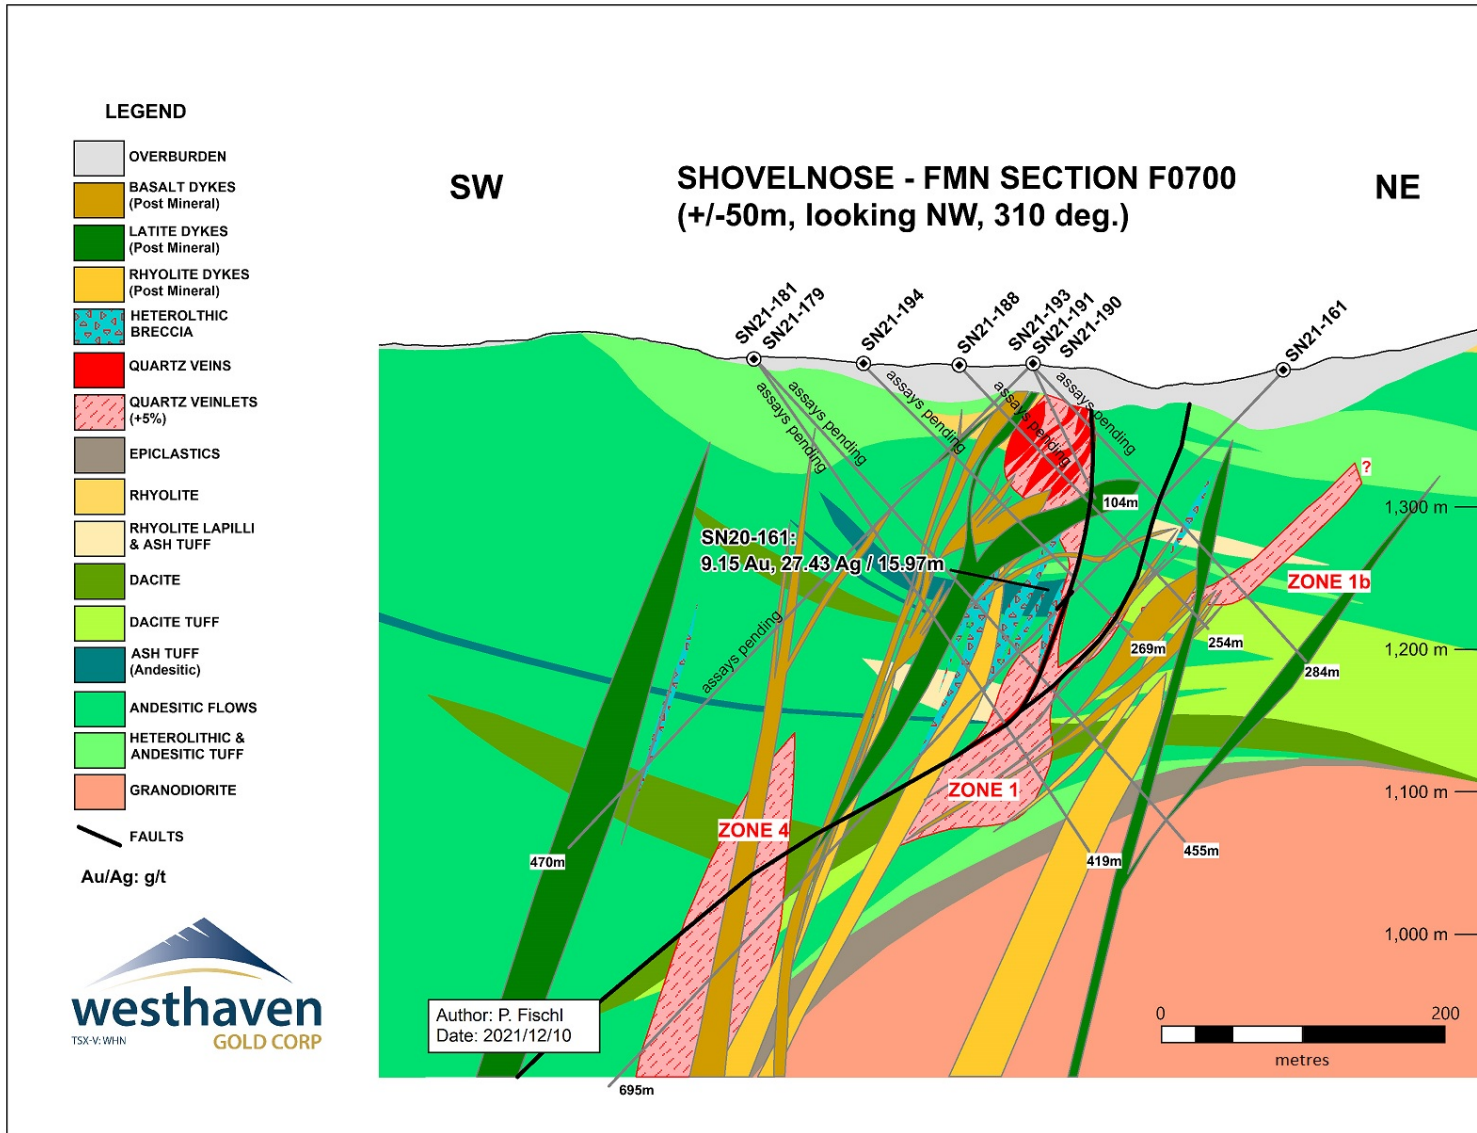 LEGEND
OVERBURDEN
BASALT DYKES
(Post Mineral)
LATITE DYKES
(Post Mineral)
RHYOLITE DYKES
(Post Mineral)
HETEROLTHIC
BRECCIA
QUARTZ VEINS
QUARTZ VEINLETS
(+5%)
EPICLASTICS
RHYOLITE
RHYOLITE LAPILLI
& ASH TUFF
DACITE
DACITE TUFF
ASH TUFF
(Andesitic)
ANDESITIC FLOWS
HETEROLITHIC &
ANDESITIC TUFF
GRANODIORITE
FAULTS
Au/Ag: g/t
westhaven
TSX-V: WHN
GOLD CORP
SW
SHOVELNOSE - FMN SECTION F0700
(+/-50m, looking NW, 310 deg.)
NE
SN21-181
SN21-179
SN21-194
SN21-188
SN21-193
SN21-191
SN21-190
SN21-161
assays pending
assays pending
assays pending
assays pending
assays pending
assays pending
SN20-161:
9.15 Au, 27.43 Ag / 15.97m
104m
?
ZONE 1b
1,300 m
269m
254m
284m
1,200 m
ZONE 1
1,100 m
ZONE 4
470m
419m
455m
1,000 m
695m
Author: P. Fischl
Date: 2021/12/10
0
200
metres